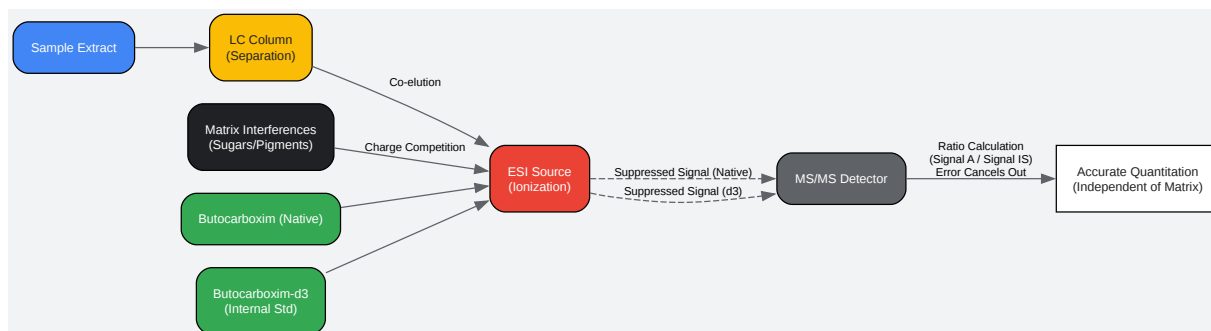 Sample Extract
LC Column
(Separation)
Co-elution
Matrix Interferences
(Sugars/Pigments)
Charge Competition
Butocarboxim (Native)
Butocarboxim-d3
(Internal Std)
ESI Source
(Ionization)
Suppressed Signal (Native)
Suppressed Signal (d3)
MS/MS Detector
Ratio Calculation
(Signal A / Signal IS)
Error Cancels Out
Accurate Quantitation
(Independent of Matrix)